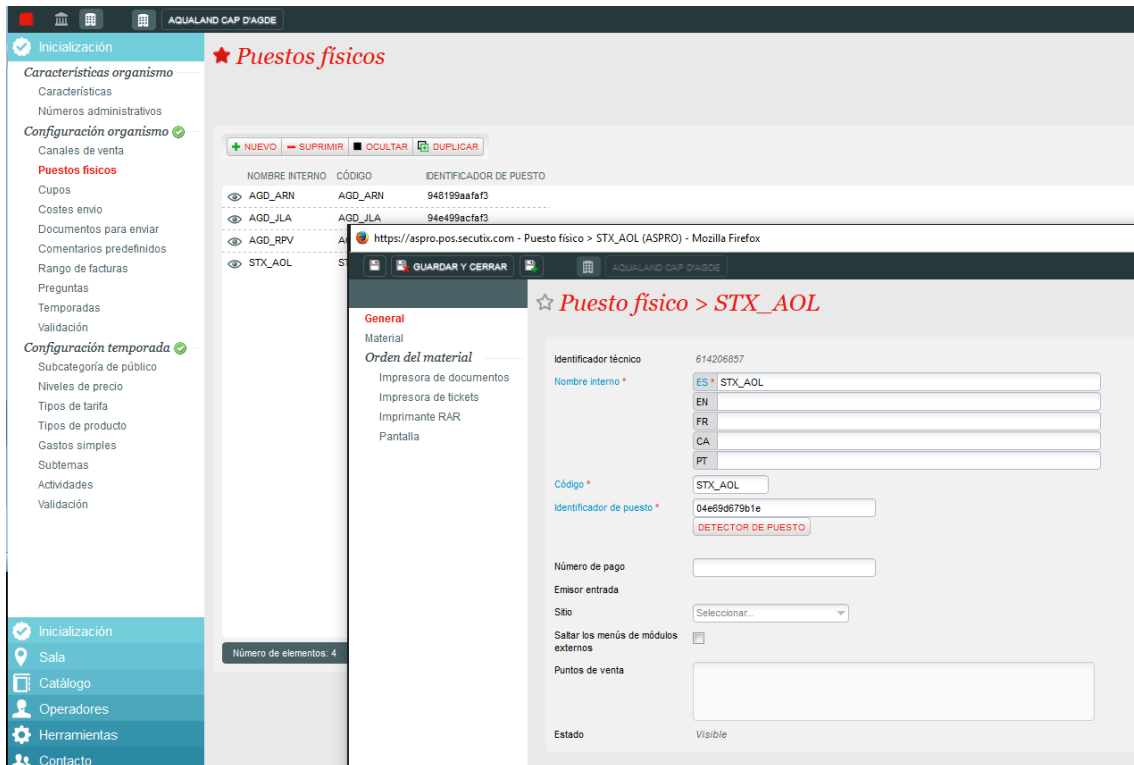 AQUALAND CAP D'AGDE
Inicialización
Características organismo
Características
Números administrativos
Configuración organismo
Canales de venta
Puestos físicos
Cupos
Costes envio
Documentos para enviar
Comentarios predefinidos
Rango de facturas
Preguntas
Temporadas
Validación
Configuración temporada
Subcategoría de público
Niveles de precio
Tipos de tarifa
Tipos de producto
Gastos simples
Subtemas
Actividades
Validación
Inicialización
Sala
Catálogo
Operadores
Herramientas
Contacto
Puestos físicos
NUEVO SUPRIMIR OCULTAR DUPLICAR
NOMBRE INTERNO CÓDIGO IDENTIFICADOR DE PUESTO
AGD_ARN AGD_ARN 948199aafaf3
AGD_JLA AGD_JLA 94e499acfaf3
AGD_RPV
STX_AOL
Número de elementos: 4
https://aspro.pos.secutix.com - Puesto físico > STX_AOL (ASPRO) - Mozilla Firefox
GUARDAR Y CERRAR AQUALAND CAP D'AGDE
General
Material
Orden del material
Impresora de documentos
Impresora de tickets
Imprimante RAR
Pantalla
Puesto físico > STX_AOL
Identificador técnico 614206857
Nombre interno * ES * STX_AOL
EN
FR
CA
PT
Código * STX_AOL
Identificador de puesto * 04e69d679b1e
DETECTOR DE PUESTO
Número de pago
Emisor entrada
Sitio Seleccionar...
Saltar los menús de módulos
externos
Puntos de venta
Estado Visible